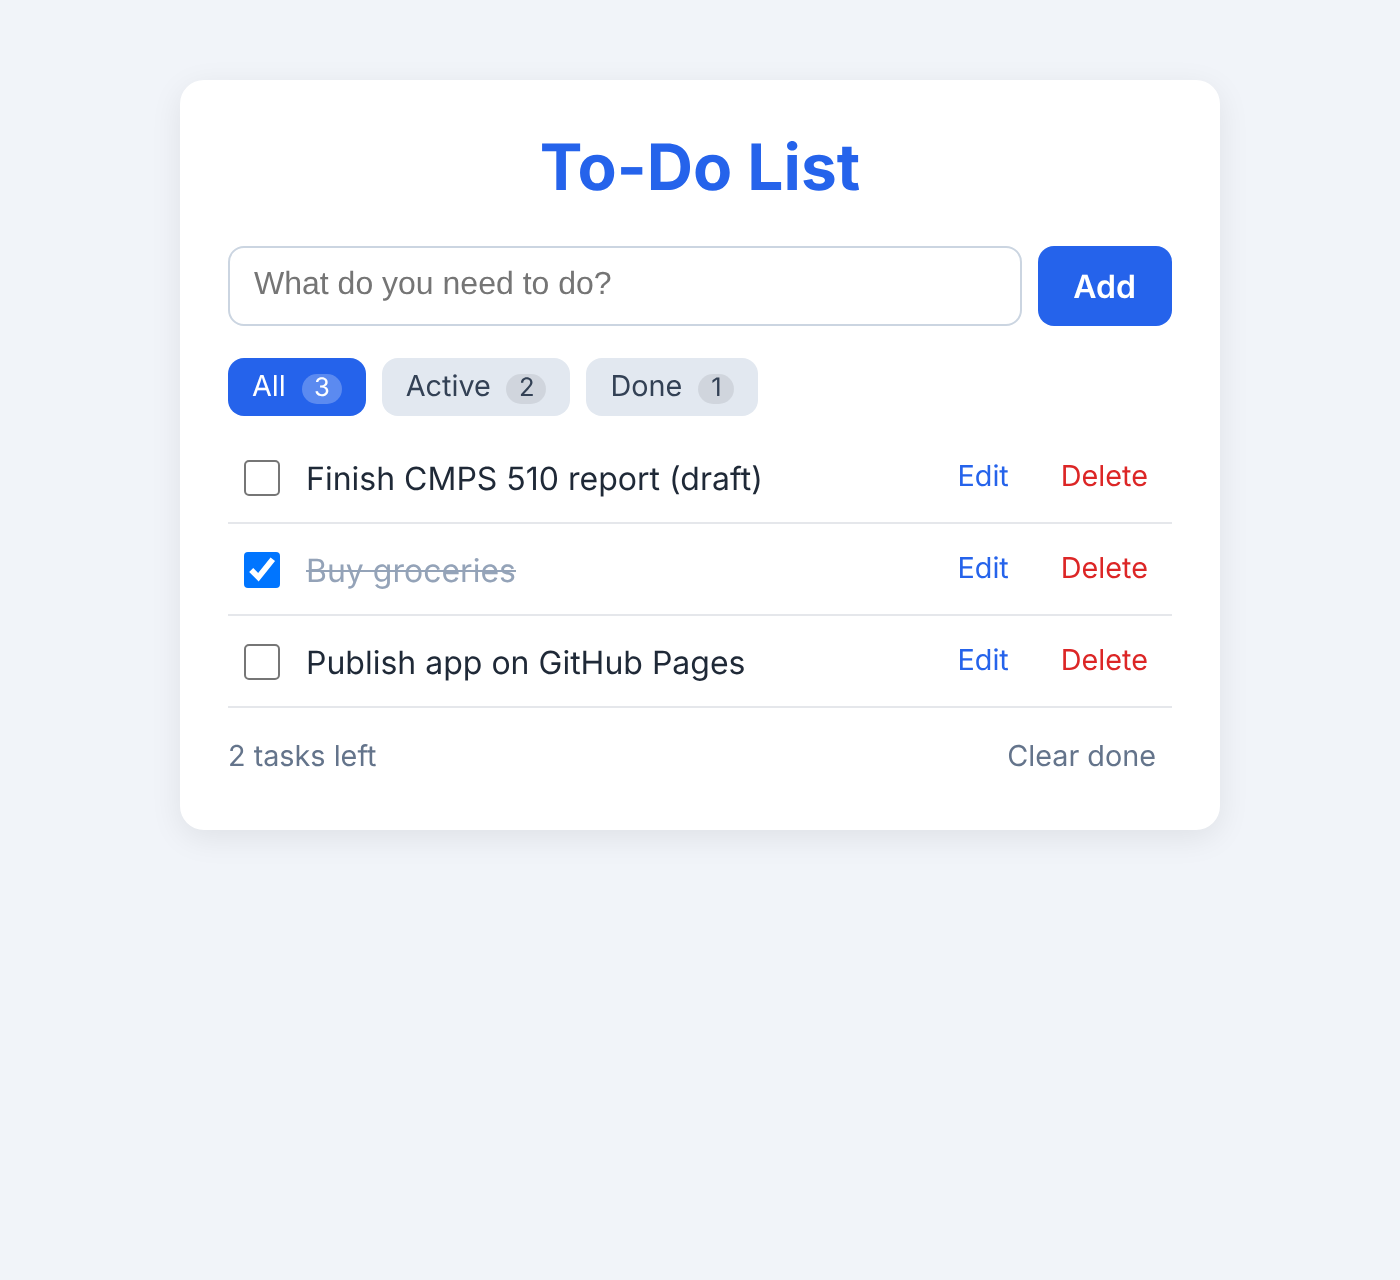 To-Do List
What do you need to do? Add
All 3 Active 2 Done 1
Finish CMPS 510 report (draft) Edit Delete
Buy groceries Edit Delete
Publish app on GitHub Pages Edit Delete
2 tasks left Clear done